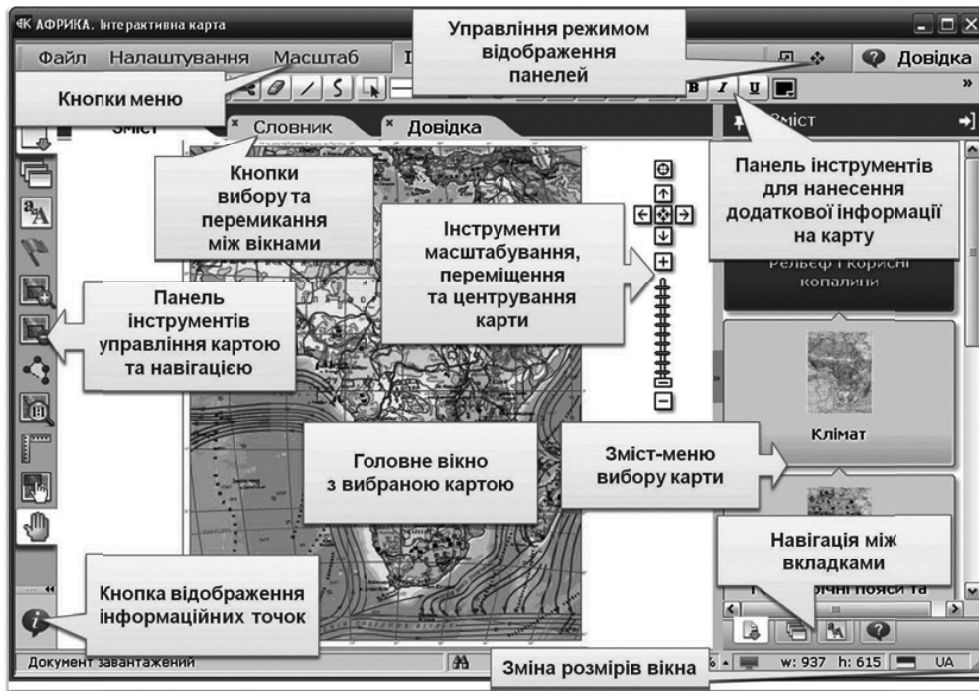 АФРИКА. Інтерактивна карта
Управління режимом
відображення
панелей
Файл Налаштування Масштаб
Довідка
Кнопки меню
B I U
Зміст
Словник
Довідка
Зміст
Кнопки
вибору та
перемикання
між вікнами
Панель інструментів
для нанесення
додаткової інформації
на карту
Інструменти
масштабування,
переміщення
та центрування
карти
Рельєф і корисні
копалини
Панель
інструментів
управління картою
та навігацією
Клімат
Головне вікно
з вибраною картою
Зміст-меню
вибору карти
Навігація між
вкладками
пояси та
Кнопка відображення
інформаційних точок
Документ завантажений
Зміна розмірів вікна
% w: 937 h: 615 UA